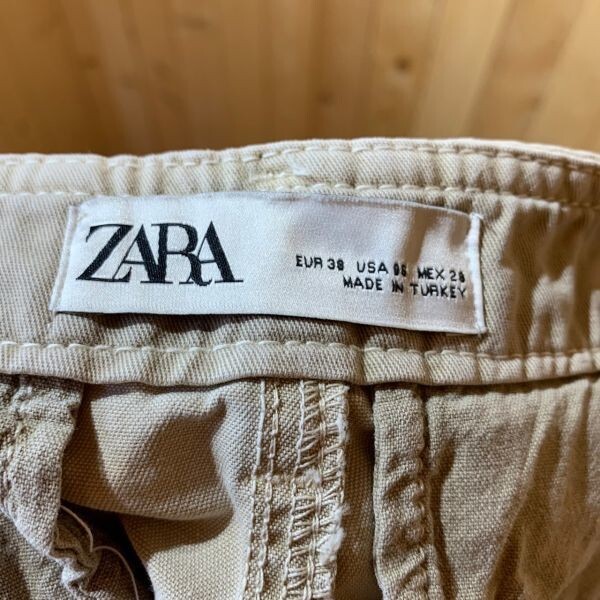 ZARA
EUR 38 USA 06 MEX 28
MADE IN TURKEY